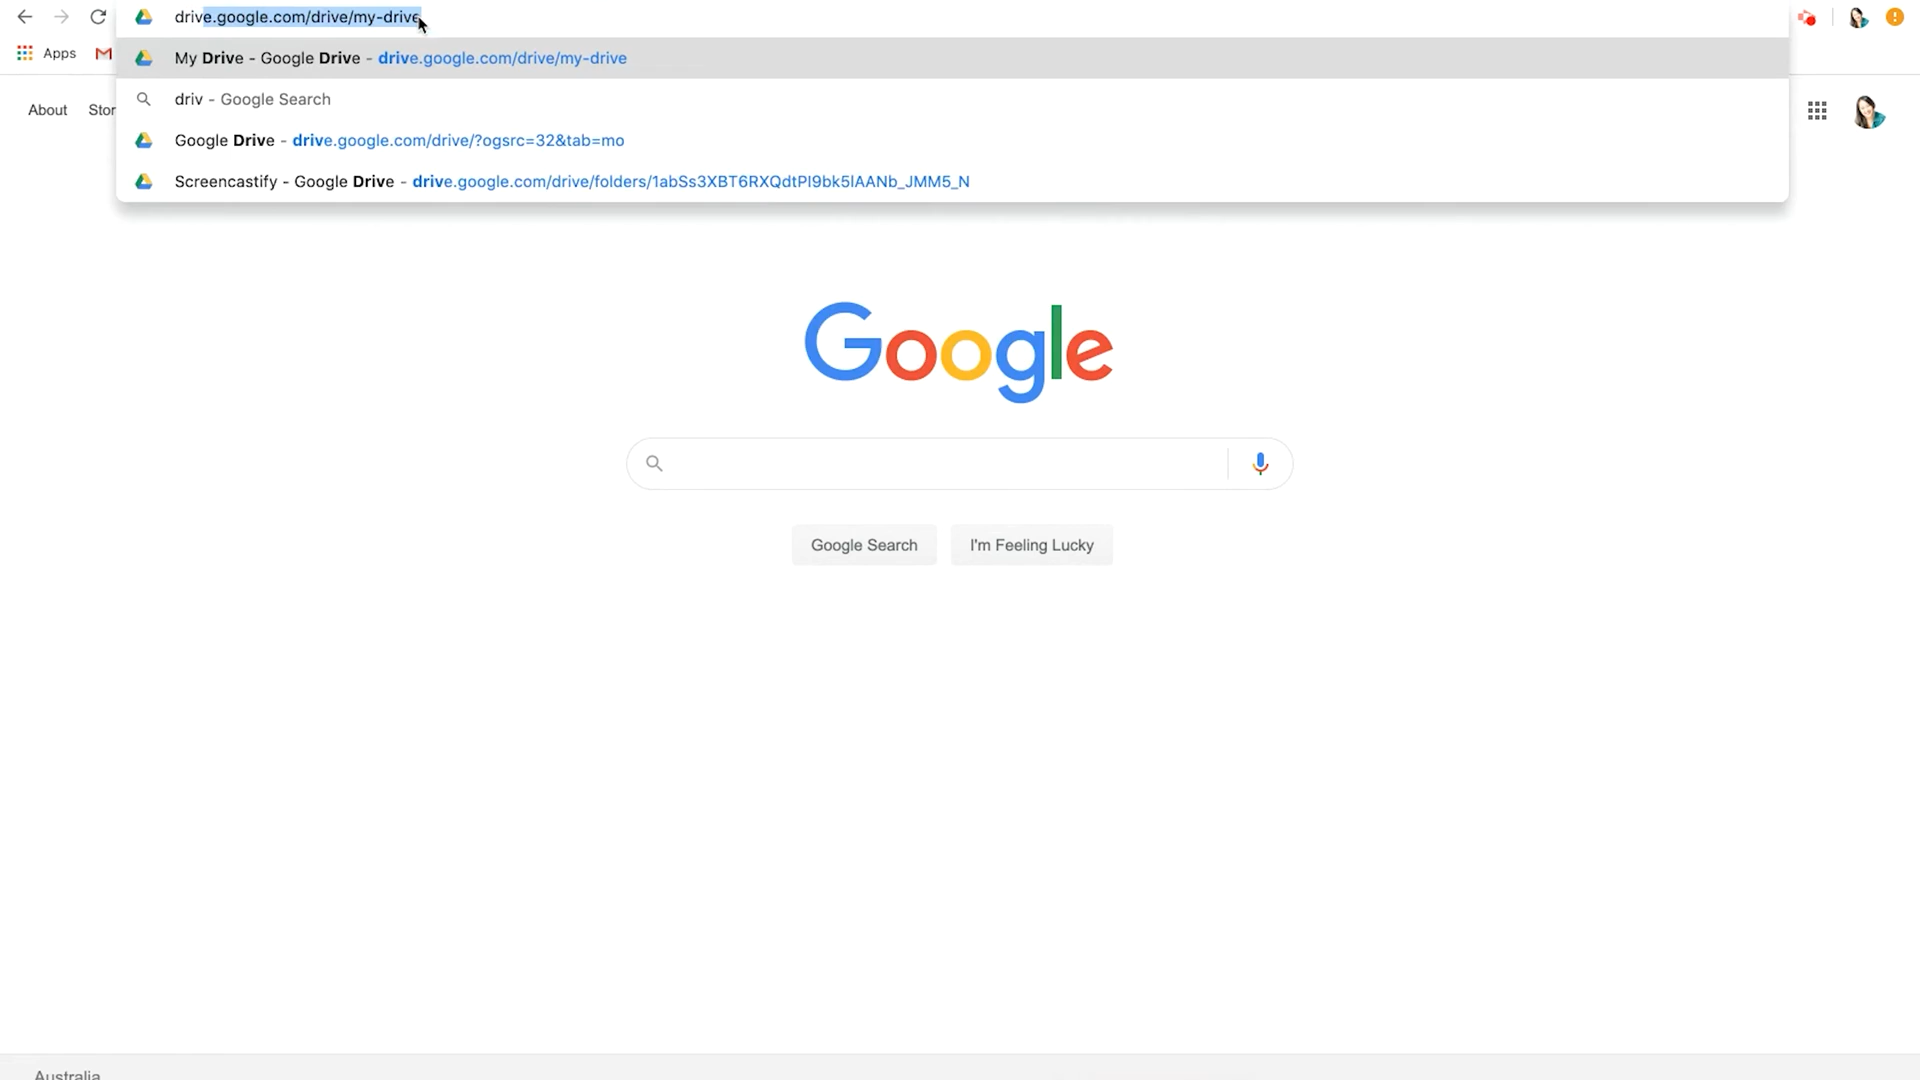 drive.google.com/drive/my-drive
Apps
My Drive - Google Drive - drive.google.com/drive/my-drive
driv - Google Search
About Stor
Google Drive - drive.google.com/drive/?ogsrc=32&tab=mo
Screencastify - Google Drive - drive.google.com/drive/folders/1abSs3XBT6RXQdtPI9bk5lAANb_JMM5_N
Google
Google Search I'm Feeling Lucky
Australia